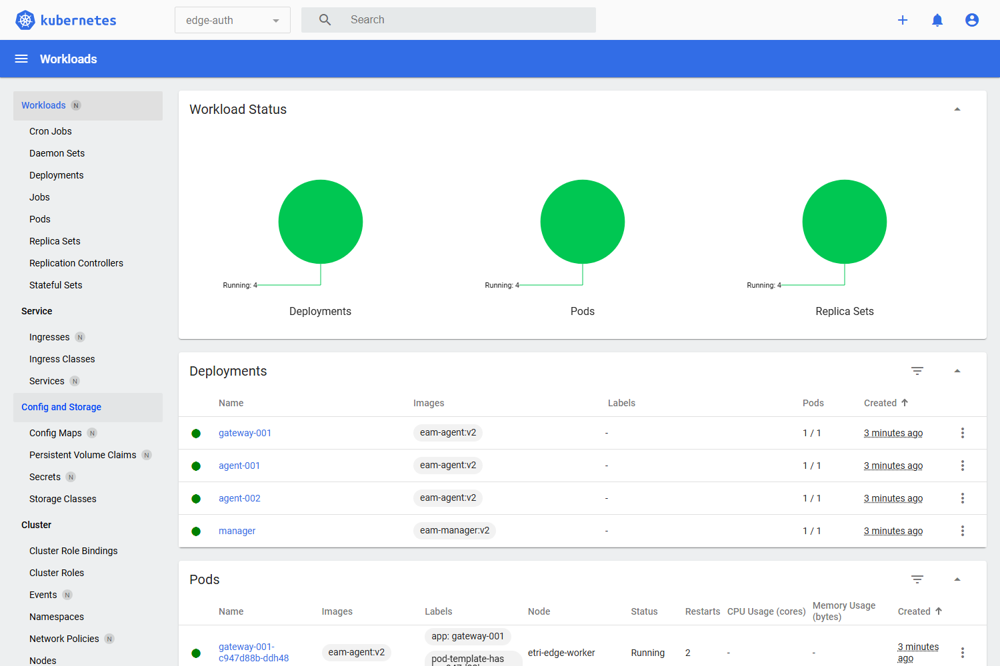 kubernetes
edge-auth
Search
Workloads
Workloads N
Cron Jobs
Daemon Sets
Deployments
Jobs
Pods
Replica Sets
Replication Controllers
Stateful Sets
Service
Ingresses N
Ingress Classes
Services N
Config and Storage
Config Maps N
Persistent Volume Claims N
Secrets N
Storage Classes
Cluster
Cluster Role Bindings
Cluster Roles
Events N
Namespaces
Network Policies N
Nodes
Workload Status
Running: 4
Running: 4
Running: 4
Deployments
Pods
Replica Sets
Deployments
Name Images Labels Pods Created
gateway-001 eam-agent:v2 - 1 / 1 3 minutes ago
agent-001 eam-agent:v2 - 1 / 1 3 minutes ago
agent-002 eam-agent:v2 - 1 / 1 3 minutes ago
manager eam-manager:v2 - 1 / 1 3 minutes ago
Pods
Name Images Labels Node Status Restarts CPU Usage (cores) Memory Usage (bytes) Created
app: gateway-001
gateway-001-
c947d88b-ddh48
eam-agent:v2
etri-edge-worker Running 2 - -
3 minutes
ago
pod-template-has